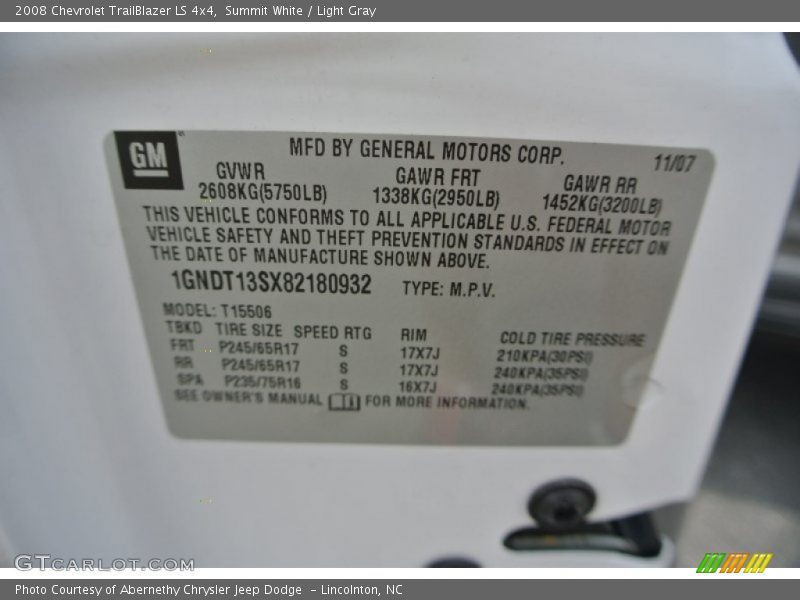 2008 Chevrolet TrailBlazer LS 4x4,  Summit White / Light Gray
GM
MFD BY GENERAL MOTORS CORP.
11/07
GVWR GAWR FRT GAWR RR
2608KG(5750LB) 1338KG(2950LB) 1452KG(3200LB)
THIS VEHICLE CONFORMS TO ALL APPLICABLE U.S. FEDERAL MOTOR
VEHICLE SAFETY AND THEFT PREVENTION STANDARDS IN EFFECT ON
THE DATE OF MANUFACTURE SHOWN ABOVE.
1GNDT13SX82180932 TYPE: M.P.V.
MODEL: T15506
TBKD TIRE SIZE SPEED RTG RIM COLD TIRE PRESSURE
FRT P245/65R17 S 17X7J 210KPA(30PSI)
RR P245/65R17 S 17X7J 240KPA(35PSI)
SPA P235/75R16 S 16X7J 240KPA(35PSI)
SEE OWNER'S MANUAL FOR MORE INFORMATION.
GTCARLOT.COM
Photo Courtesy of Abernethy Chrysler Jeep Dodge  – Lincolnton, NC